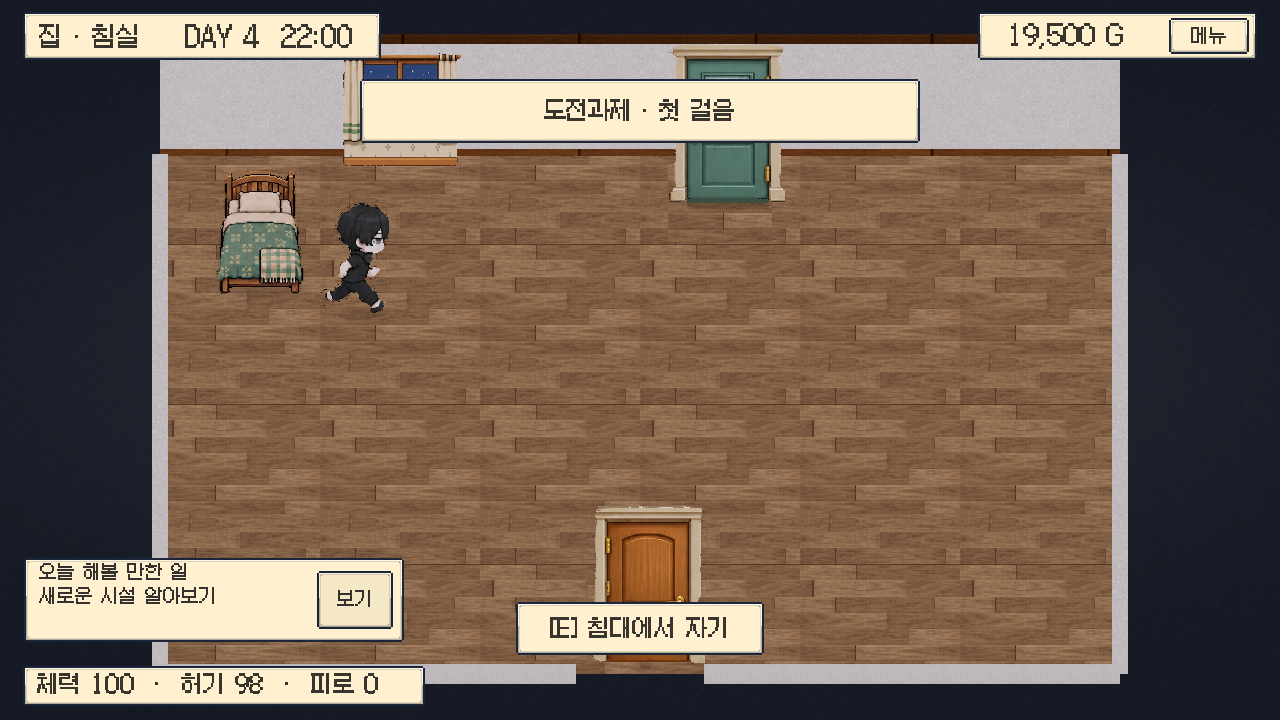 집 · 침실 DAY 4 22:00
19,500 G 메뉴
도전과제 · 첫 걸음
오늘 해볼 만한 일
새로운 시설 알아보기
보기
[E] 침대에서 자기
체력 100 · 허기 98 · 피로 0